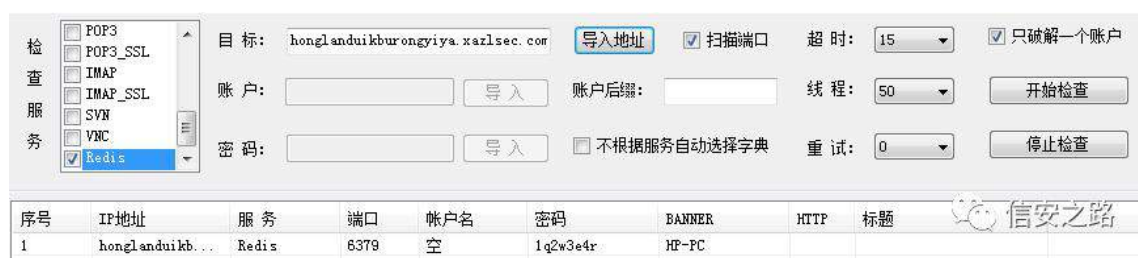 检查服务
POP3
POP3_SSL
IMAP
IMAP_SSL
SVN
VNC
Redis
目 标: honglanduikburongyiya.xazlsec.com 导入地址 扫描端口 超 时: 15 只破解一个账户
账 户: 导 入 账户后缀: 线 程: 50 开始检查
密 码: 导 入 不根据服务自动选择字典 重 试: 0 停止检查
序号 IP地址 服 务 端口 帐户名 密码 BANNER HTTP 标题
信安之路
1 honglanduikb... Redis 6379 空 1q2w3e4r HP-PC